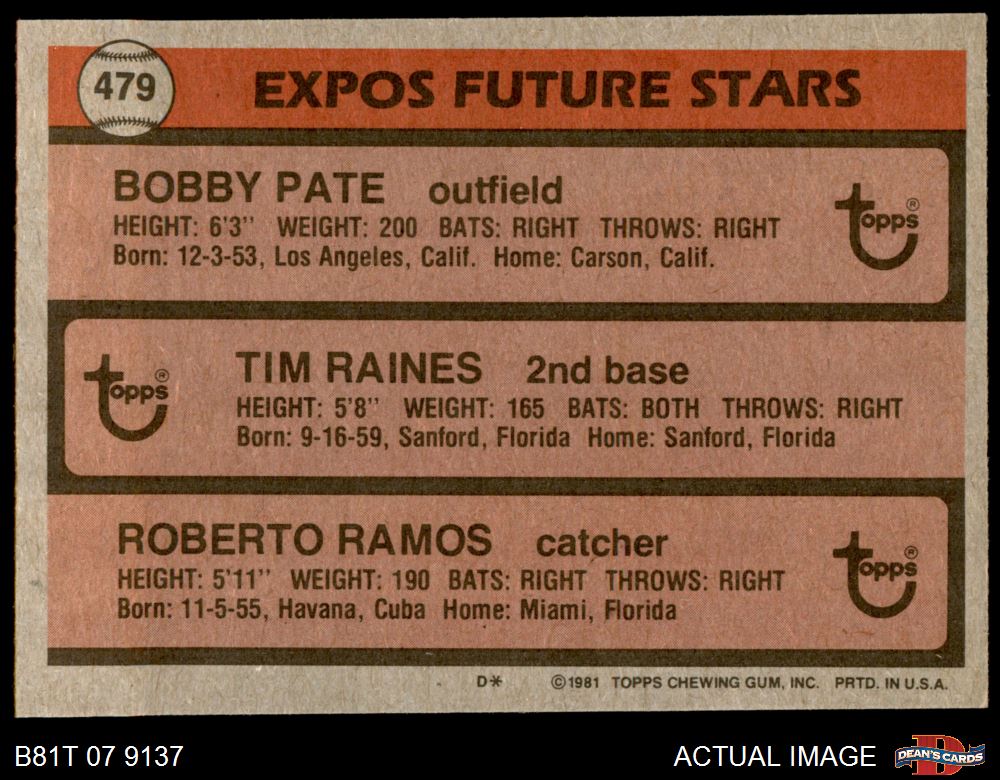 479
EXPOS FUTURE STARS
BOBBY PATE outfield
HEIGHT: 6'3" WEIGHT: 200 BATS: RIGHT THROWS: RIGHT
Born: 12-3-53, Los Angeles, Calif. Home: Carson, Calif.
topps®
TIM RAINES 2nd base
HEIGHT: 5'8" WEIGHT: 165 BATS: BOTH THROWS: RIGHT
Born: 9-16-59, Sanford, Florida Home: Sanford, Florida
topps®
ROBERTO RAMOS catcher
HEIGHT: 5'11" WEIGHT: 190 BATS: RIGHT THROWS: RIGHT
Born: 11-5-55, Havana, Cuba Home: Miami, Florida
topps®
D* ©1981 TOPPS CHEWING GUM, INC. PRTD. IN U.S.A.
B81T 07 9137 ACTUAL IMAGE
DEAN'S CARDS